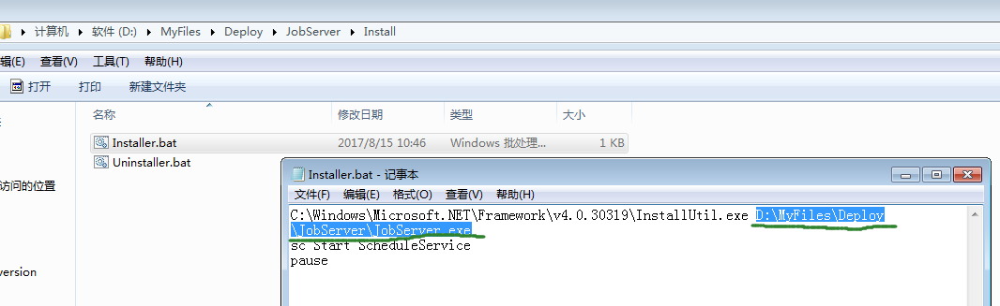 计算机 ▸ 软件 (D:) ▸ MyFiles ▸ Deploy ▸ JobServer ▸ Install
编辑(E) 查看(V) 工具(T) 帮助(H)
打开 打印 新建文件夹
名称 修改日期 类型 大小
Installer.bat 2017/8/15 10:46 Windows 批处理... 1 KB
Uninstaller.bat
访问的位置
version
Installer.bat - 记事本
文件(F) 编辑(E) 格式(O) 查看(V) 帮助(H)
C:\Windows\Microsoft.NET\Framework\v4.0.30319\InstallUtil.exe D:\MyFiles\Deploy
\JobServer\JobServer.exe
sc Start ScheduleService
pause